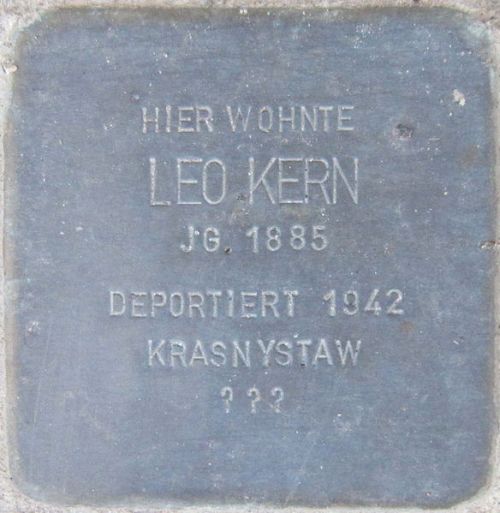 HIER WOHNTE
LEO KERN
JG. 1885
DEPORTIERT 1942
KRASNYSTAW
???